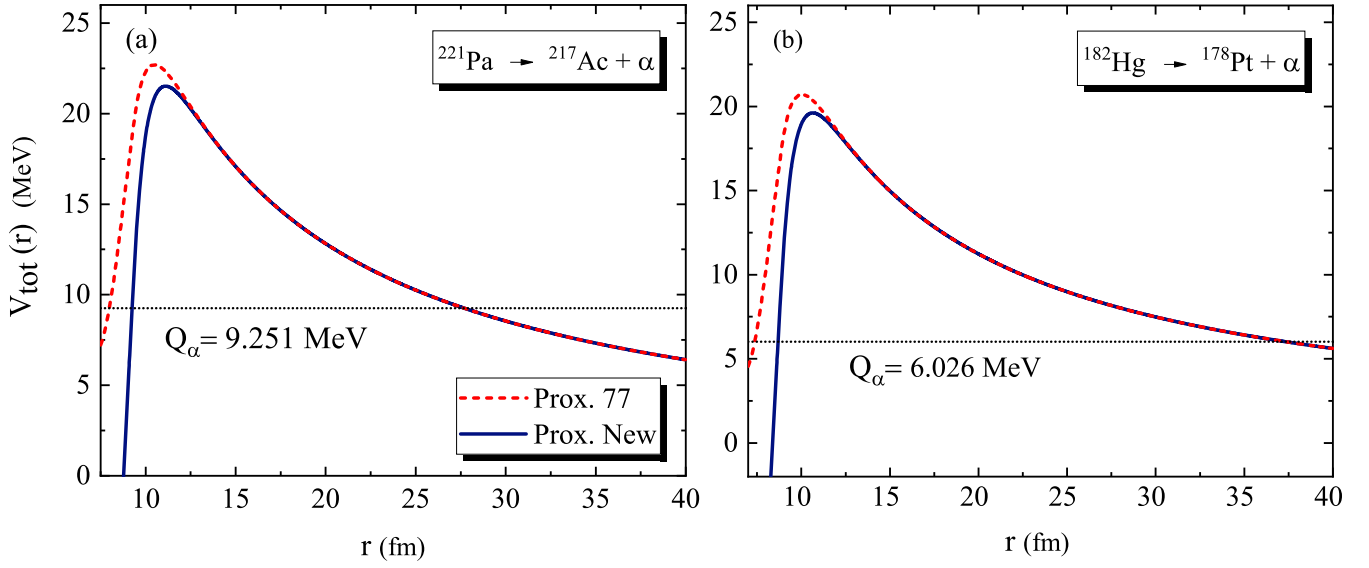 (a)
²²¹Pa → ²¹⁷Ac + α
V_tot (r) (MeV)
25
20
15
10
5
0
Q_α = 9.251 MeV
Prox. 77
Prox. New
10 15 20 25 30 35 40
r (fm)
(b)
¹⁸²Hg → ¹⁷⁸Pt + α
25
20
15
10
5
0
Q_α = 6.026 MeV
10 15 20 25 30 35 40
r (fm)